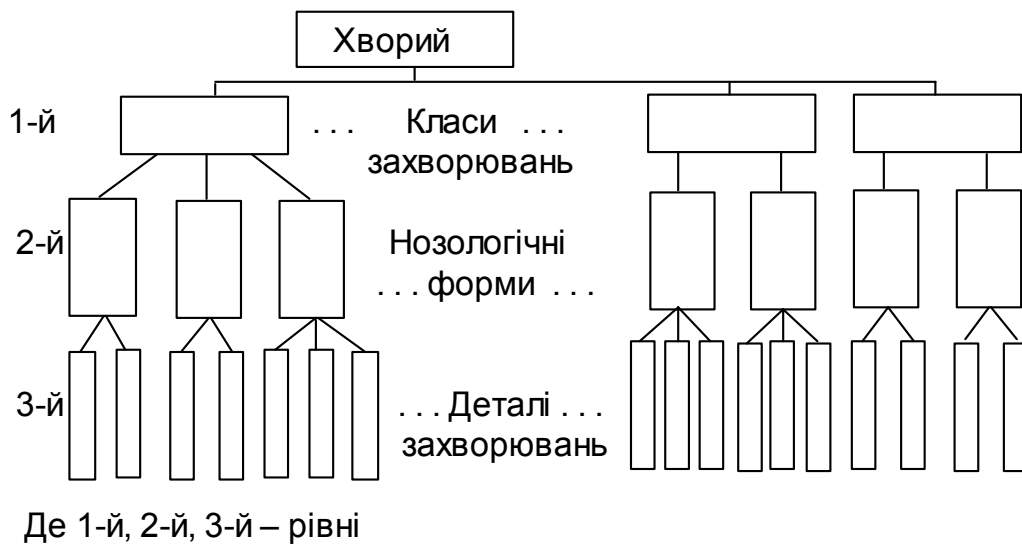 Хворий
1-й . . . Класи . . .
захворювань
2-й Нозологічні
. . . форми . . .
3-й . . . Деталі . . .
захворювань
Де 1-й, 2-й, 3-й – рівні